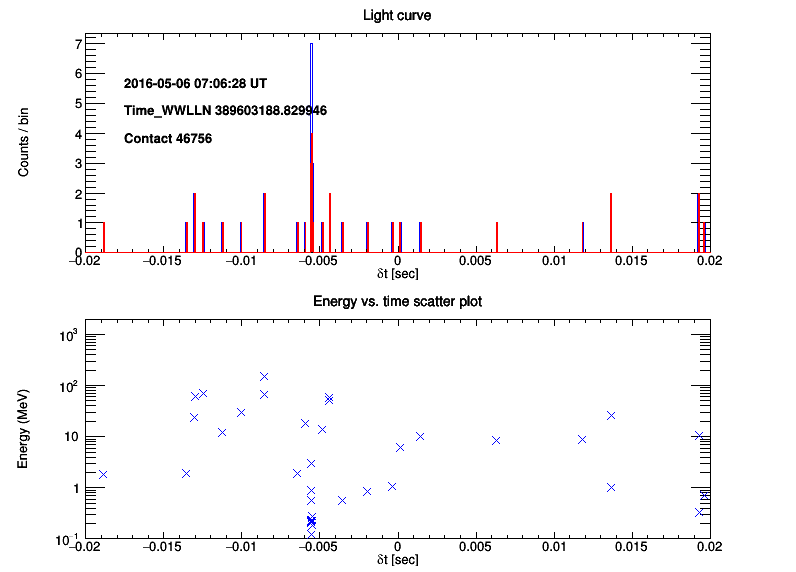 Light curve
Counts / bin
7
6
5
4
3
2
1
0
2016-05-06 07:06:28 UT
Time_WWLLN 389603188.829946
Contact 46756
−0.02 −0.015 −0.01 −0.005 0 0.005 0.01 0.015 0.02
δt [sec]
Energy vs. time scatter plot
Energy (MeV)
10³
10²
10
1
10⁻¹
−0.02 −0.015 −0.01 −0.005 0 0.005 0.01 0.015 0.02
δt [sec]